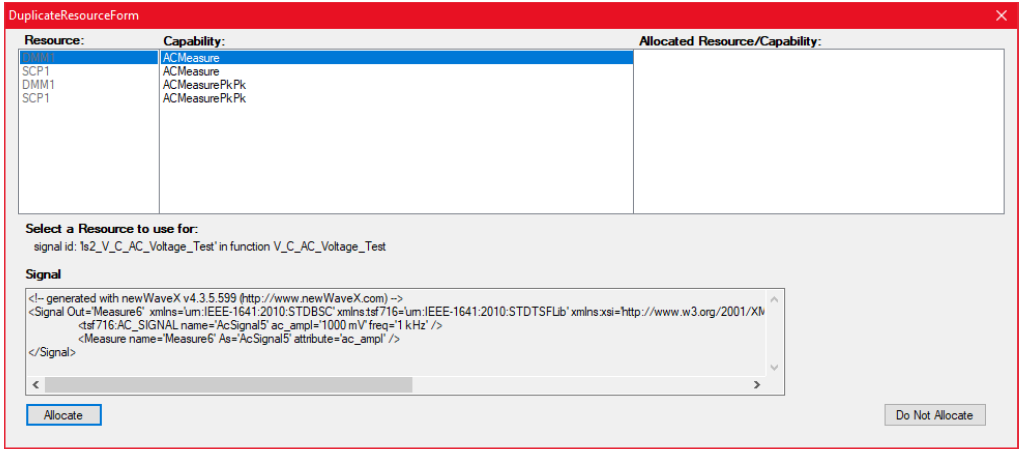 DuplicateResourceForm
Resource: Capability: Allocated Resource/Capability:
DMM1 ACMeasure
SCP1 ACMeasure
DMM1 ACMeasurePkPk
SCP1 ACMeasurePkPk
Select a Resource to use for:
signal id: 'ls2_V_C_AC_Voltage_Test' in function V_C_AC_Voltage_Test
Signal
<!-- generated with newWaveX v4.3.5.599 (http://www.newWaveX.com) -->
<Signal Out='Measure6' xmlns='urn:IEEE-1641:2010:STDBSC' xmlns:tsf716='urn:IEEE-1641:2010:STDTSFLib' xmlns:xsi='http://www.w3.org/2001/XM
<tsf716:AC_SIGNAL name='AcSignal5' ac_ampl='1000 mV' freq='1 kHz' />
<Measure name='Measure6' As='AcSignal5' attribute='ac_ampl' />
</Signal>
Allocate Do Not Allocate